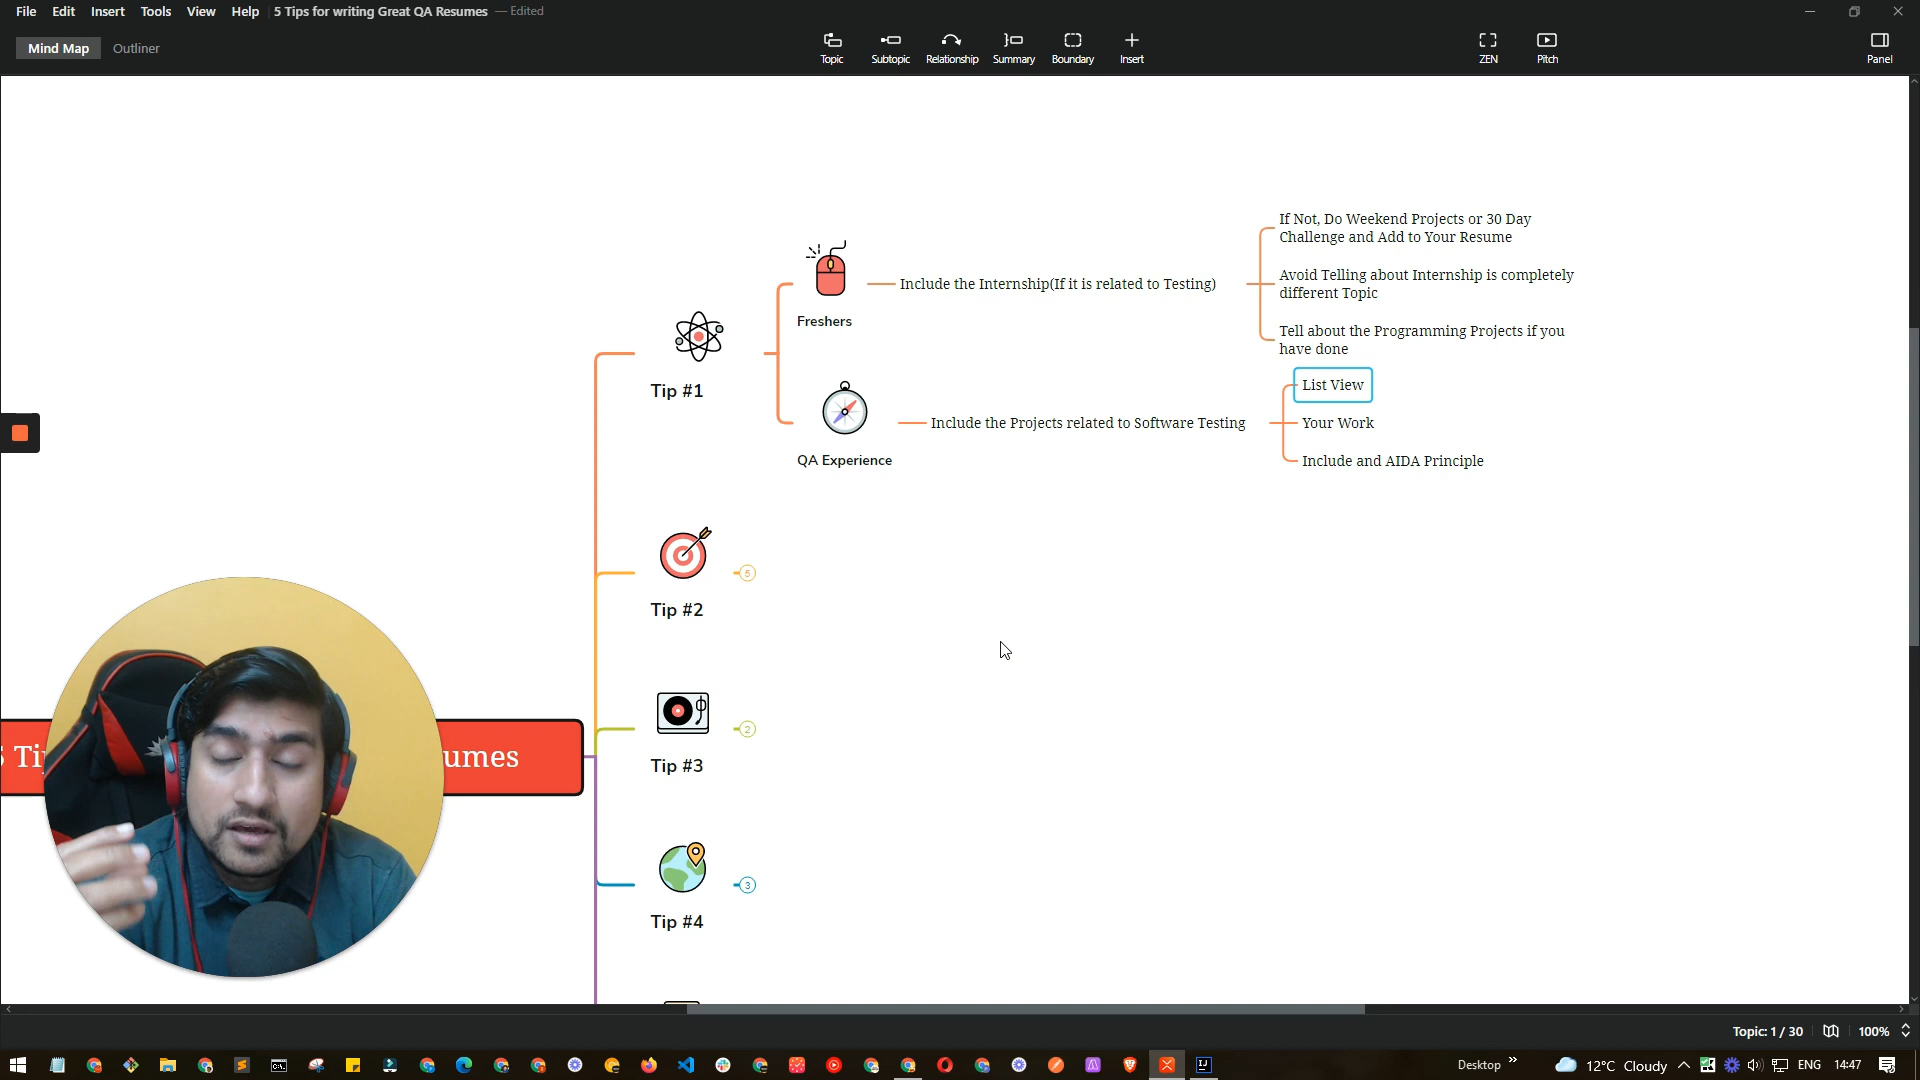 File Edit Insert Tools View Help 5 Tips for writing Great QA Resumes — Edited
Mind Map Outliner
Topic Subtopic Relationship Summary Boundary Insert ZEN Pitch Panel
If Not, Do Weekend Projects or 30 Day
Challenge and Add to Your Resume
Include the Internship(If it is related to Testing)
Avoid Telling about Internship is completely
different Topic
Freshers
Tell about the Programming Projects if you
have done
Tip #1
List View
Include the Projects related to Software Testing
Your Work
QA Experience
Include and AIDA Principle
5
Tip #2
2
Tip #3
5 Ti
umes
3
Tip #4
Topic: 1 / 30 100%
Desktop 12°C Cloudy ENG 14:47